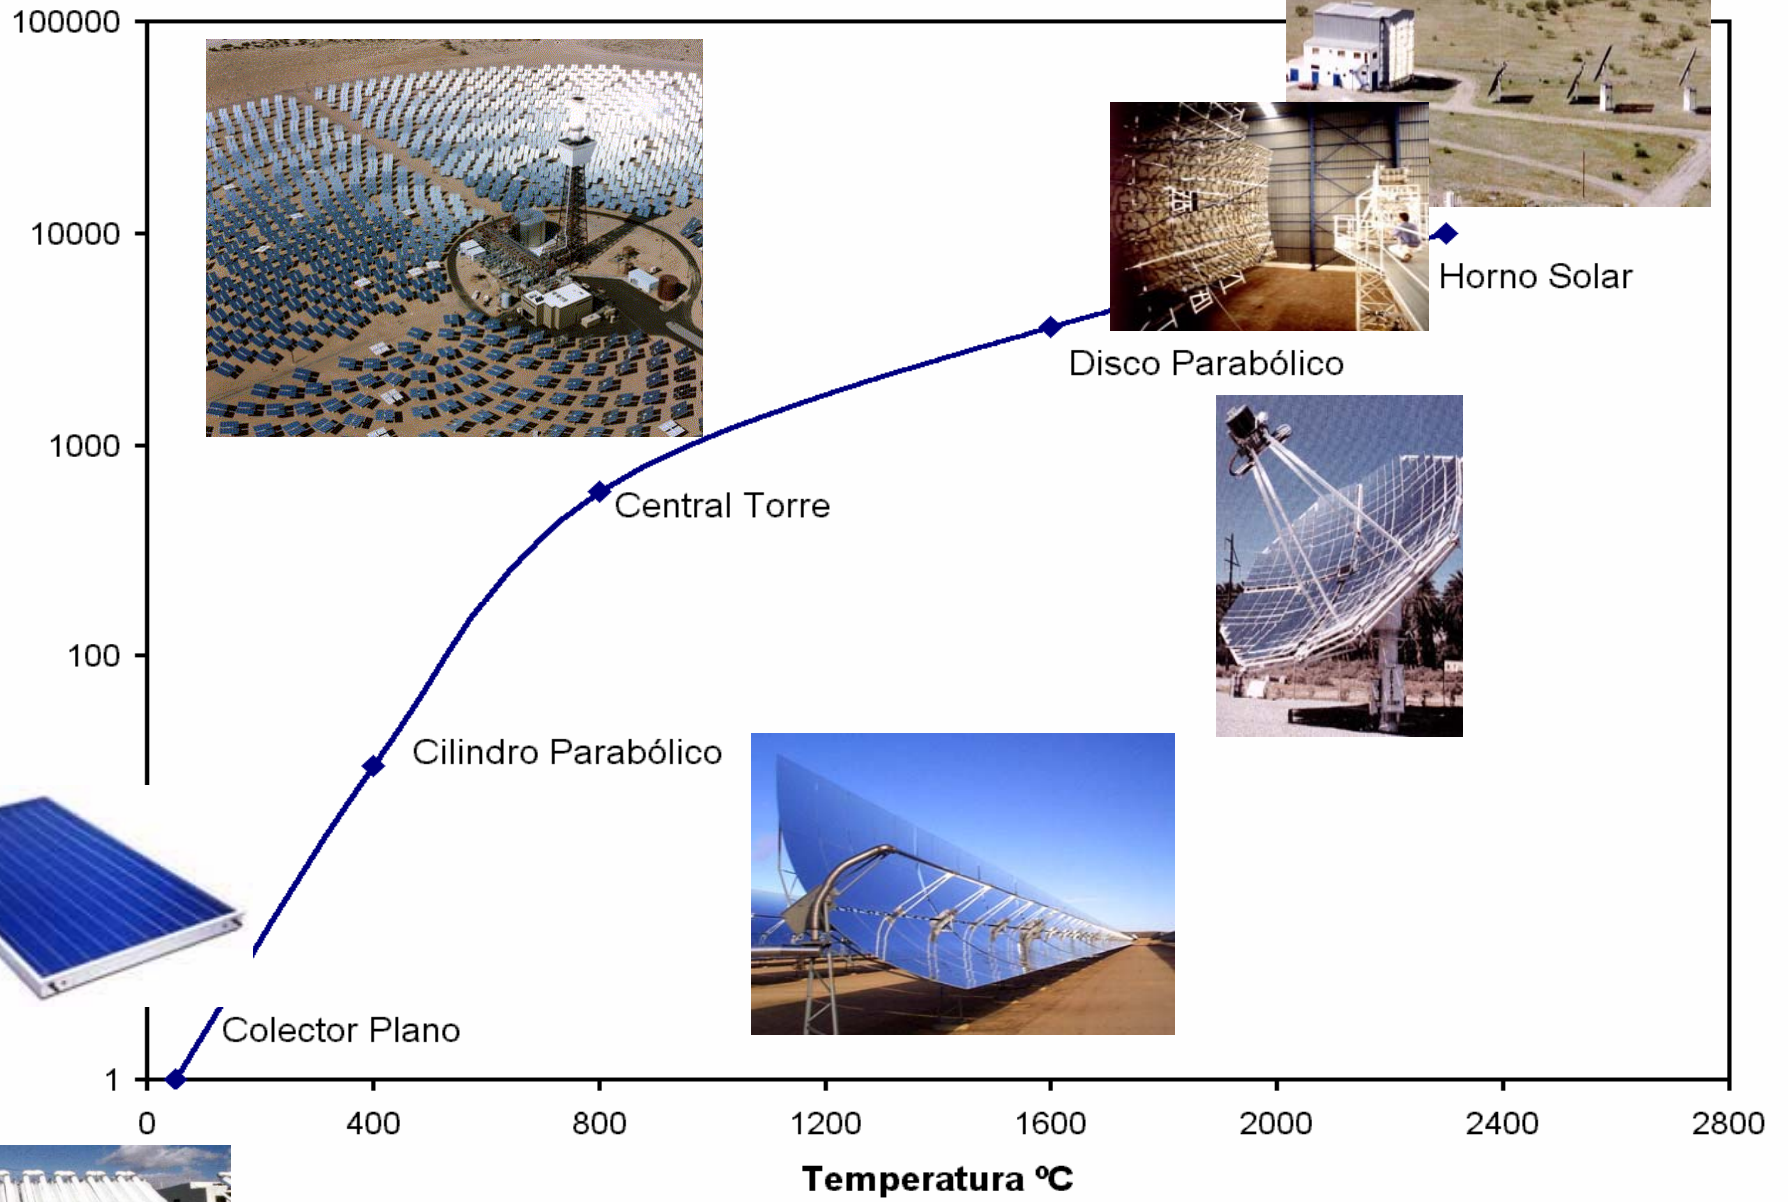 100000
10000
Horno Solar
Disco Parabólico
1000
Central Torre
100
Cilindro Parabólico
Colector Plano
1
0 400 800 1200 1600 2000 2400 2800
Temperatura ºC